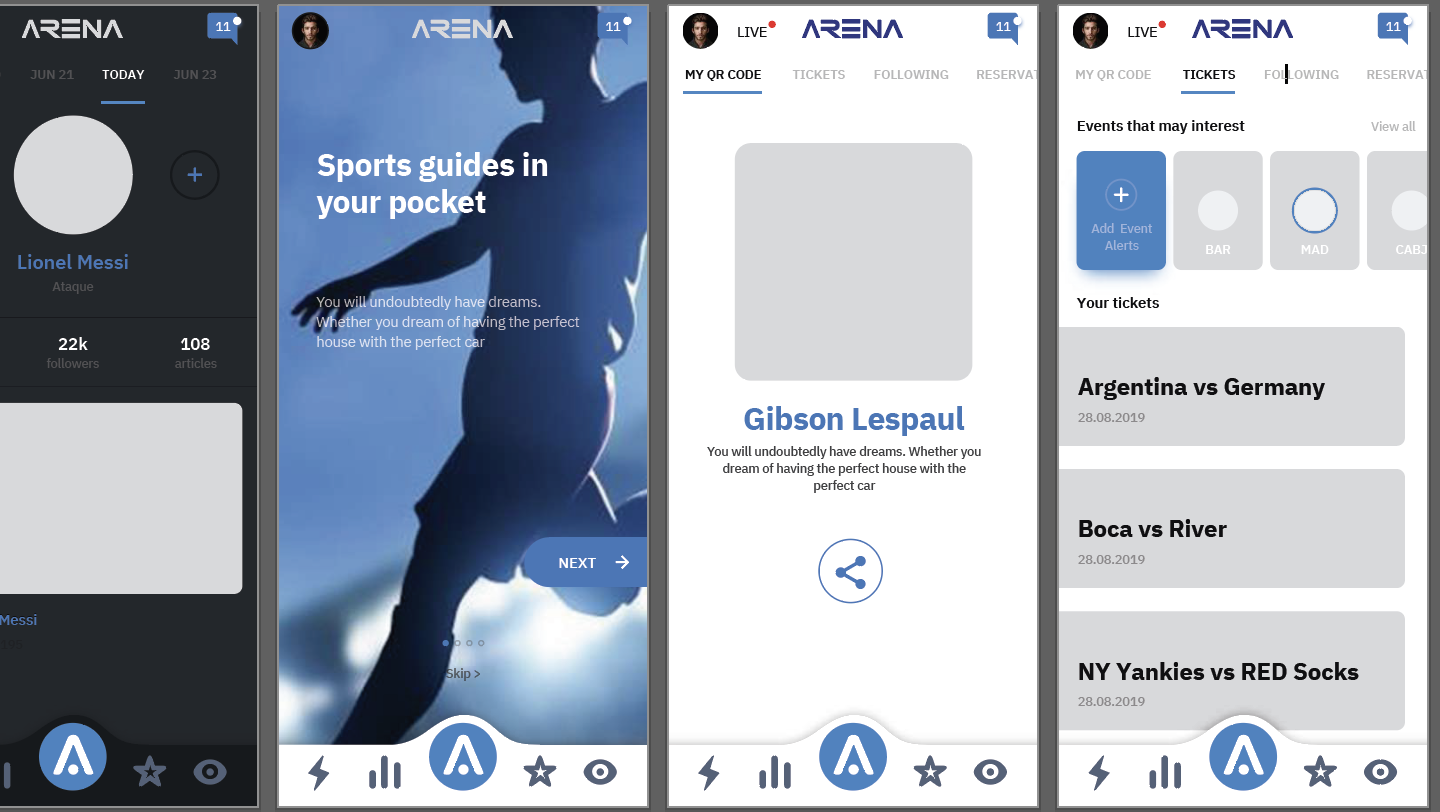 ARENA
11
JUN 21 TODAY JUN 23
Lionel Messi
Ataque
22k
followers
108
articles
Messi
ARENA
11
Sports guides in
your pocket
You will undoubtedly have dreams.
Whether you dream of having the perfect
house with the perfect car
NEXT
Skip >
LIVE
ARENA
11
MY QR CODE TICKETS FOLLOWING RESERVAT
Gibson Lespaul
You will undoubtedly have dreams. Whether you
dream of having the perfect house with the
perfect car
LIVE
ARENA
11
MY QR CODE TICKETS FOLLOWING RESERVAT
Events that may interest
View all
Add Event
Alerts
BAR
MAD
CABJ
Your tickets
Argentina vs Germany
28.08.2019
Boca vs River
28.08.2019
NY Yankies vs RED Socks
28.08.2019